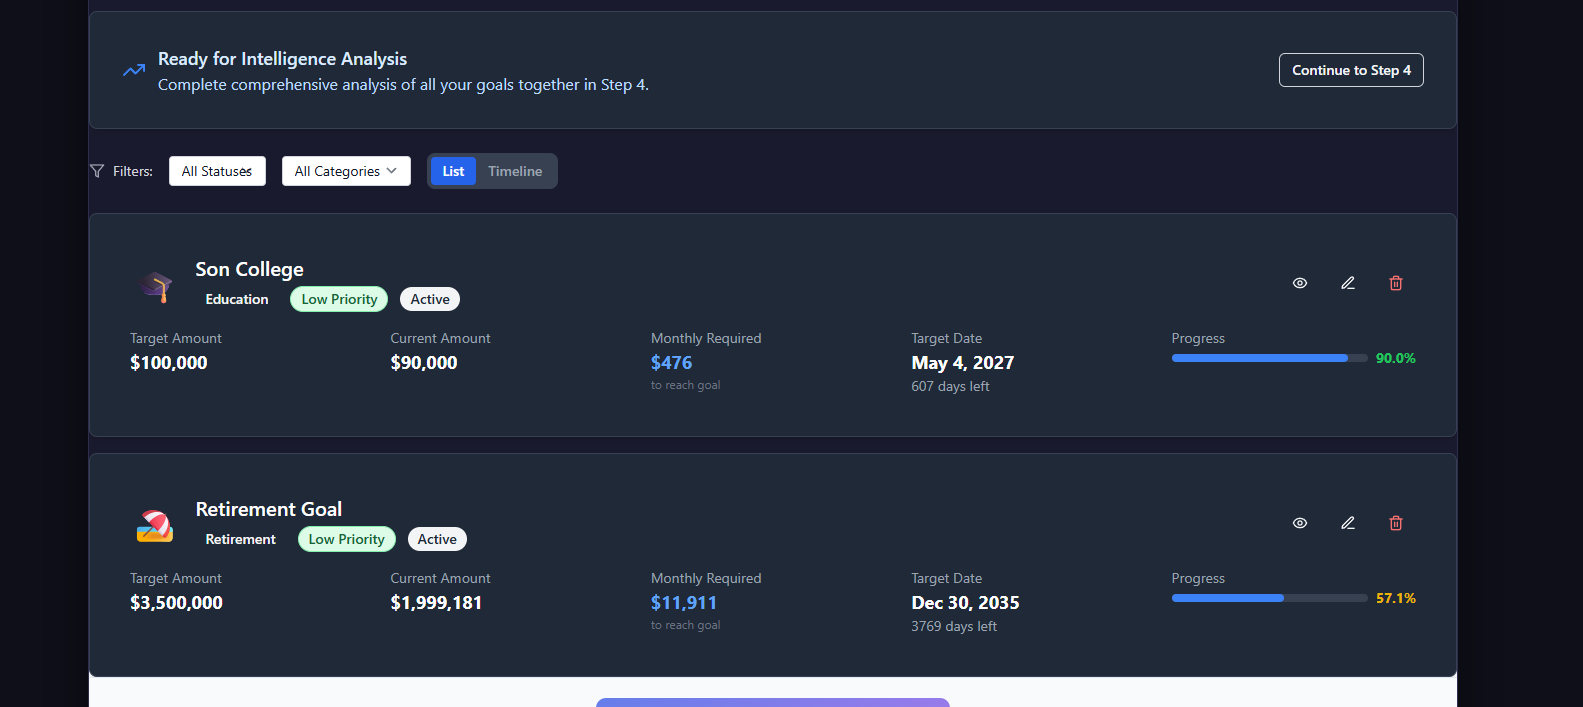 Ready for Intelligence Analysis
Complete comprehensive analysis of all your goals together in Step 4.
Continue to Step 4
Filters: All Statuses All Categories List Timeline
Son College
Education Low Priority Active
Target Amount Current Amount Monthly Required Target Date Progress
$100,000 $90,000 $476 May 4, 2027 90.0%
to reach goal 607 days left
Retirement Goal
Retirement Low Priority Active
Target Amount Current Amount Monthly Required Target Date Progress
$3,500,000 $1,999,181 $11,911 Dec 30, 2035 57.1%
to reach goal 3769 days left